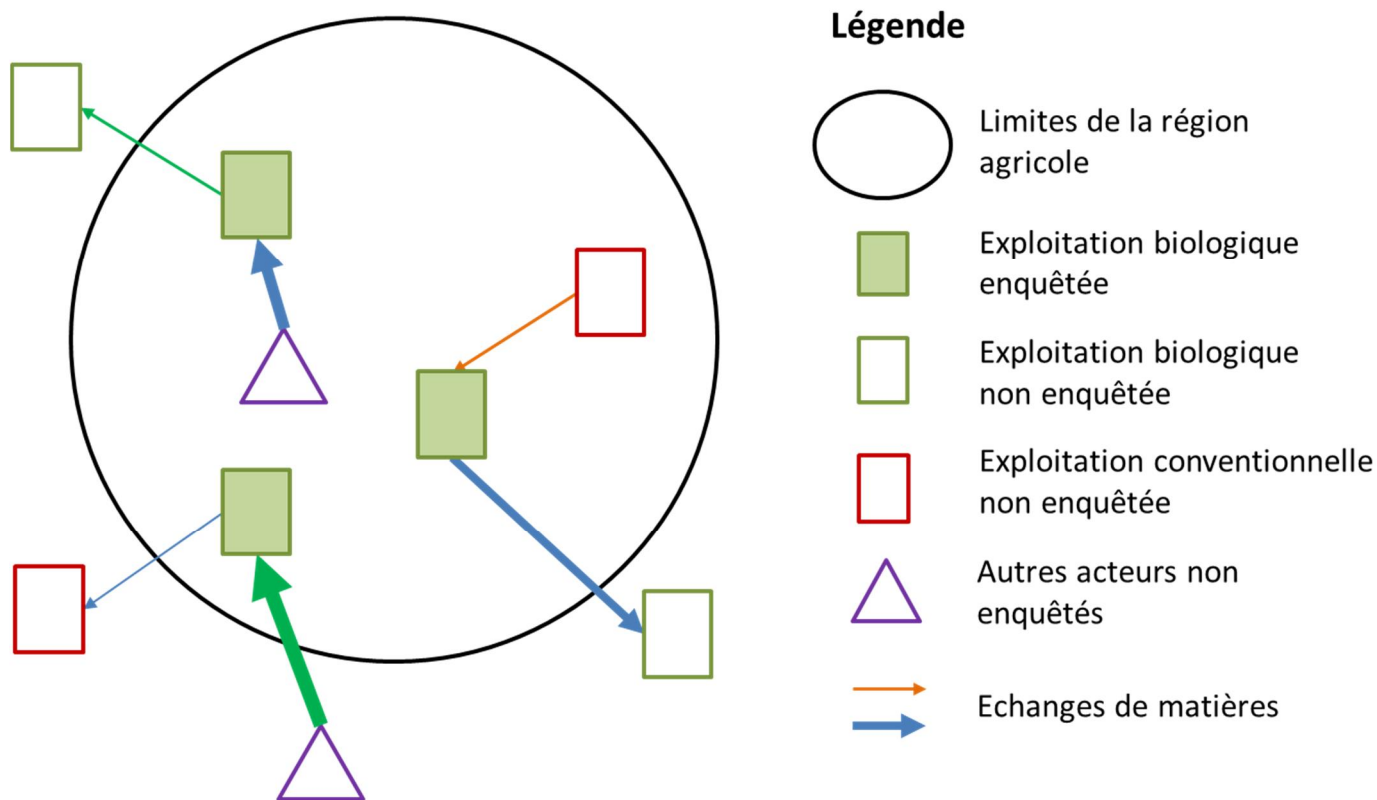 Légende
Limites de la région
agricole
Exploitation biologique
enquêtée
Exploitation biologique
non enquêtée
Exploitation conventionnelle
non enquêtée
Autres acteurs non
enquêtés
Echanges de matières